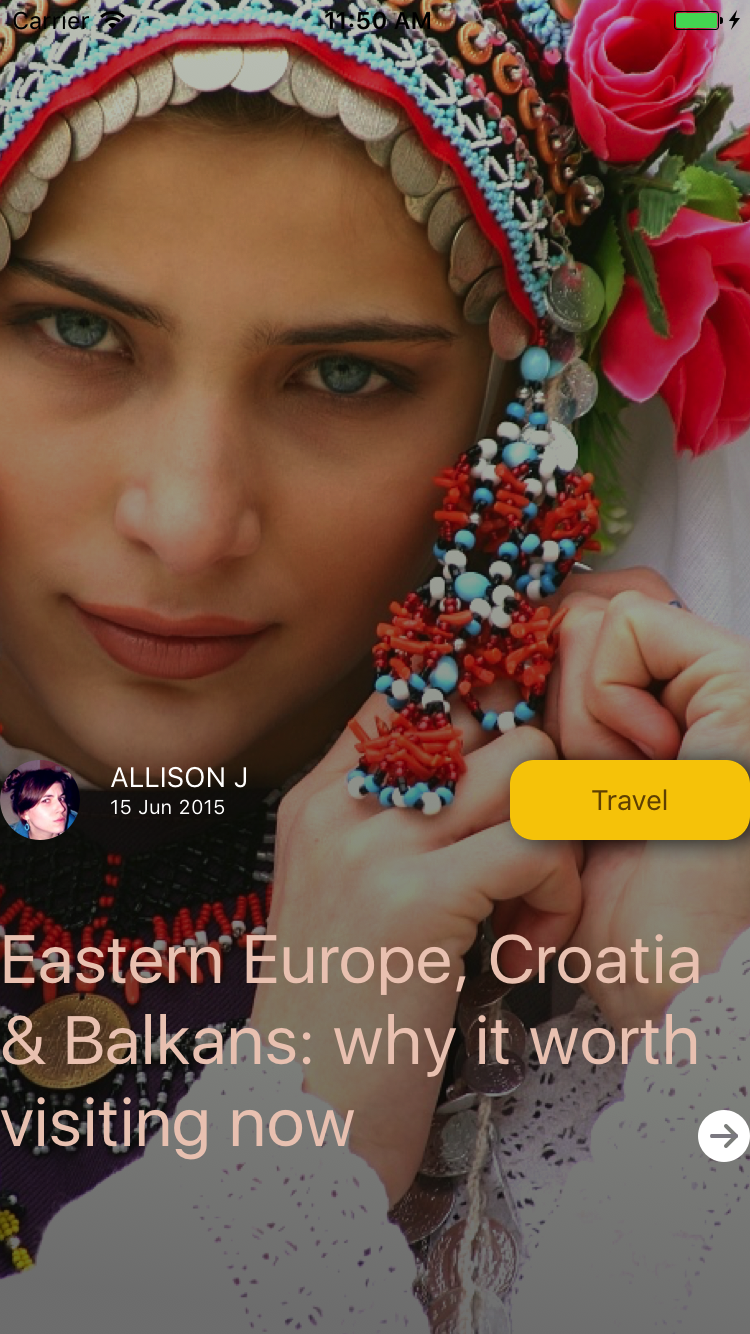 Carrier 11:50 AM
ALLISON J
15 Jun 2015
Travel
Eastern Europe, Croatia
& Balkans: why it worth
visiting now